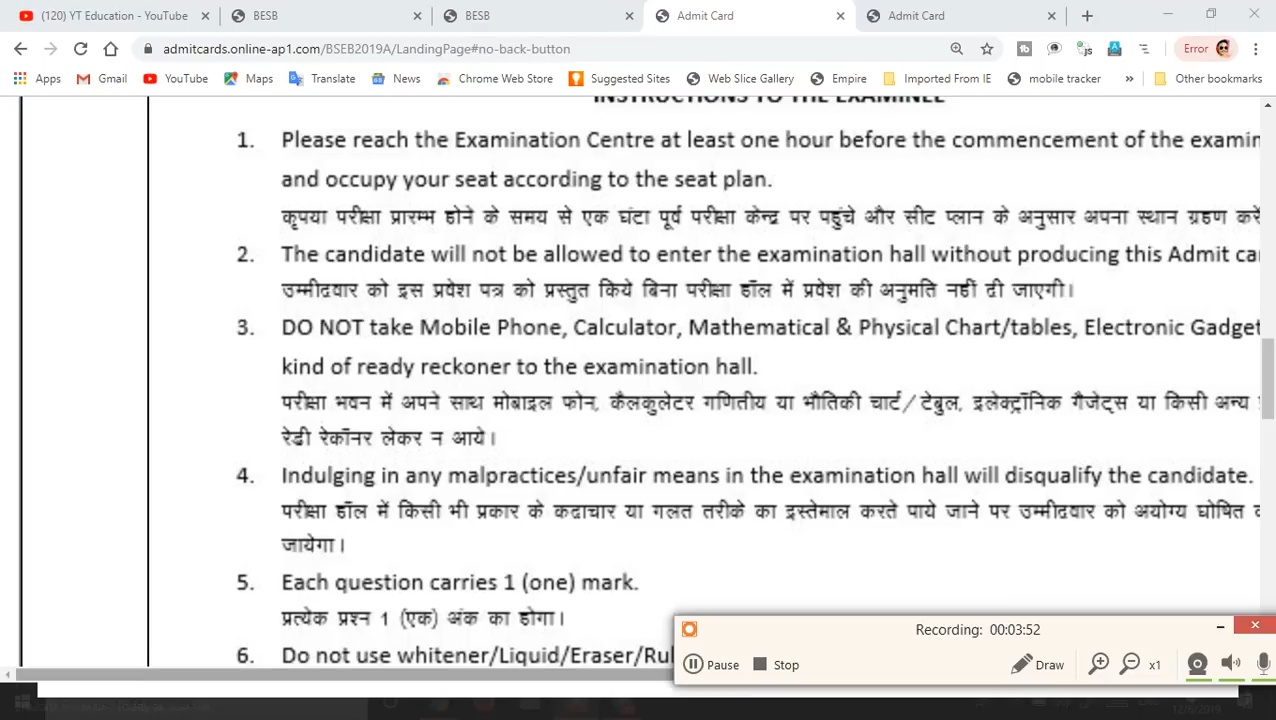 (120) YT Education - YouTube
BESB
BESB
Admit Card
Admit Card
admitcards.online-ap1.com/BSEB2019A/LandingPage#no-back-button
Error
Apps Gmail YouTube Maps Translate News Chrome Web Store Suggested Sites Web Slice Gallery Empire Imported From IE mobile tracker » Other bookmarks
INSTRUCTIONS TO THE EXAMINEE
1. Please reach the Examination Centre at least one hour before the commencement of the examin
and occupy your seat according to the seat plan.
कृपया परीक्षा प्रारम्भ होने के समय से एक घंटा पूर्व परीक्षा केन्द्र पर पहुंचे और सीट प्लान के अनुसार अपना स्थान ग्रहण करें
2. The candidate will not be allowed to enter the examination hall without producing this Admit ca
उम्मीदवार को इस प्रवेश पत्र को प्रस्तुत किये बिना परीक्षा हॉल में प्रवेश की अनुमति नहीं दी जाएगी।
3. DO NOT take Mobile Phone, Calculator, Mathematical & Physical Chart/tables, Electronic Gadget
kind of ready reckoner to the examination hall.
परीक्षा भवन में अपने साथ मोबाइल फोन, कैलकुलेटर गणितीय या भौतिकी चार्ट/टेबुल, इलेक्ट्रॉनिक गैजेट्स या किसी अन्य
रेडी रेकॉनर लेकर न आये।
4. Indulging in any malpractices/unfair means in the examination hall will disqualify the candidate.
परीक्षा हॉल में किसी भी प्रकार के कदाचार या गलत तरीके का इस्तेमाल करते पाये जाने पर उम्मीदवार को अयोग्य घोषित
जायेगा।
5. Each question carries 1 (one) mark.
प्रत्येक प्रश्न 1 (एक) अंक का होगा।
6. Do not use whitener/Liquid/Eraser/Rul
Recording: 00:03:52
Pause Stop Draw x1